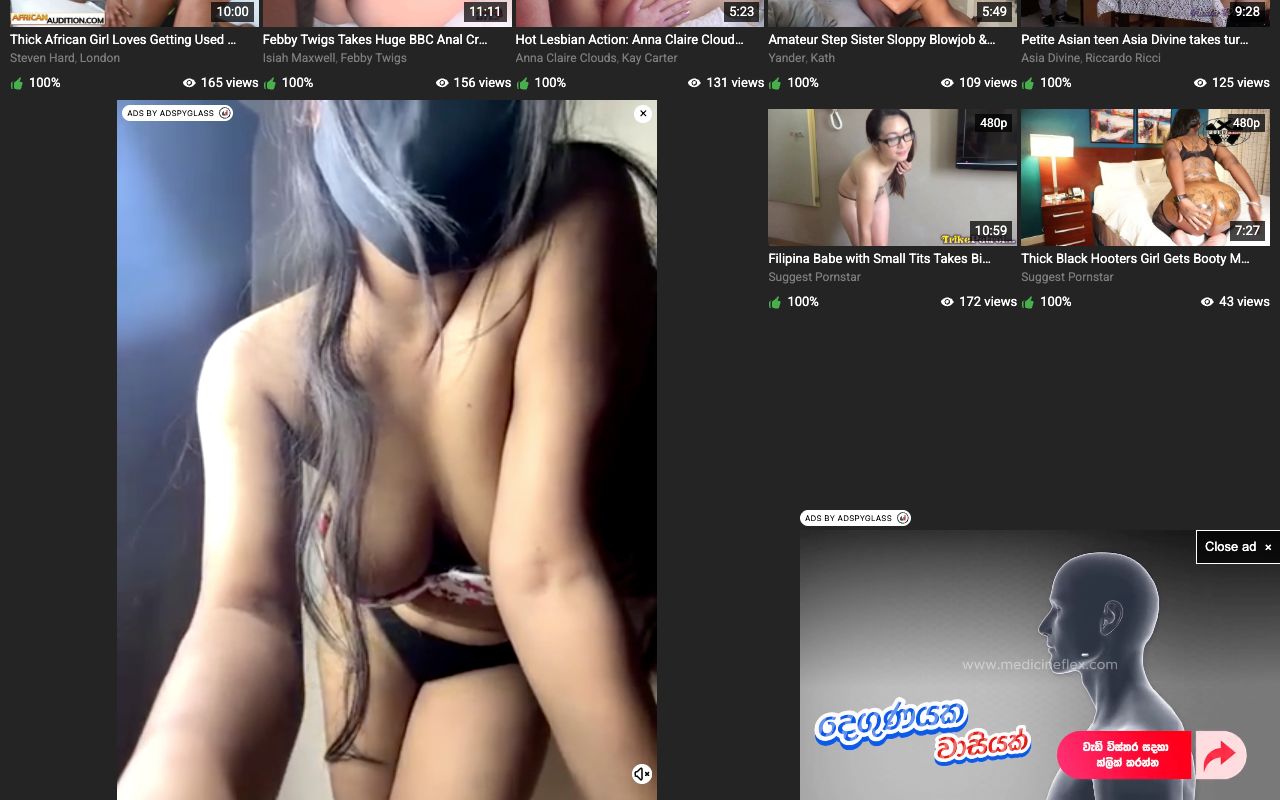 AFRICANAUDITION.COM
10:00
11:11
5:23
5:49
9:28
Thick African Girl Loves Getting Used ...
Febby Twigs Takes Huge BBC Anal Cr...
Hot Lesbian Action: Anna Claire Cloud...
Amateur Step Sister Sloppy Blowjob &...
Petite Asian teen Asia Divine takes tur...
Steven Hard, London
Isiah Maxwell, Febby Twigs
Anna Claire Clouds, Kay Carter
Yander, Kath
Asia Divine, Riccardo Ricci
100% 165 views
100% 156 views
100% 131 views
100% 109 views
100% 125 views
ADS BY ADSPYGLASS
480p
10:59
480p
7:27
Filipina Babe with Small Tits Takes Bi...
Thick Black Hooters Girl Gets Booty M...
Suggest Pornstar
Suggest Pornstar
100% 172 views
100% 43 views
ADS BY ADSPYGLASS
Close ad ×
www.medicineflex.com
දෙගුණයක
වාසියක්
වැඩි විස්තර සදහා
ක්ලික් කරන්න